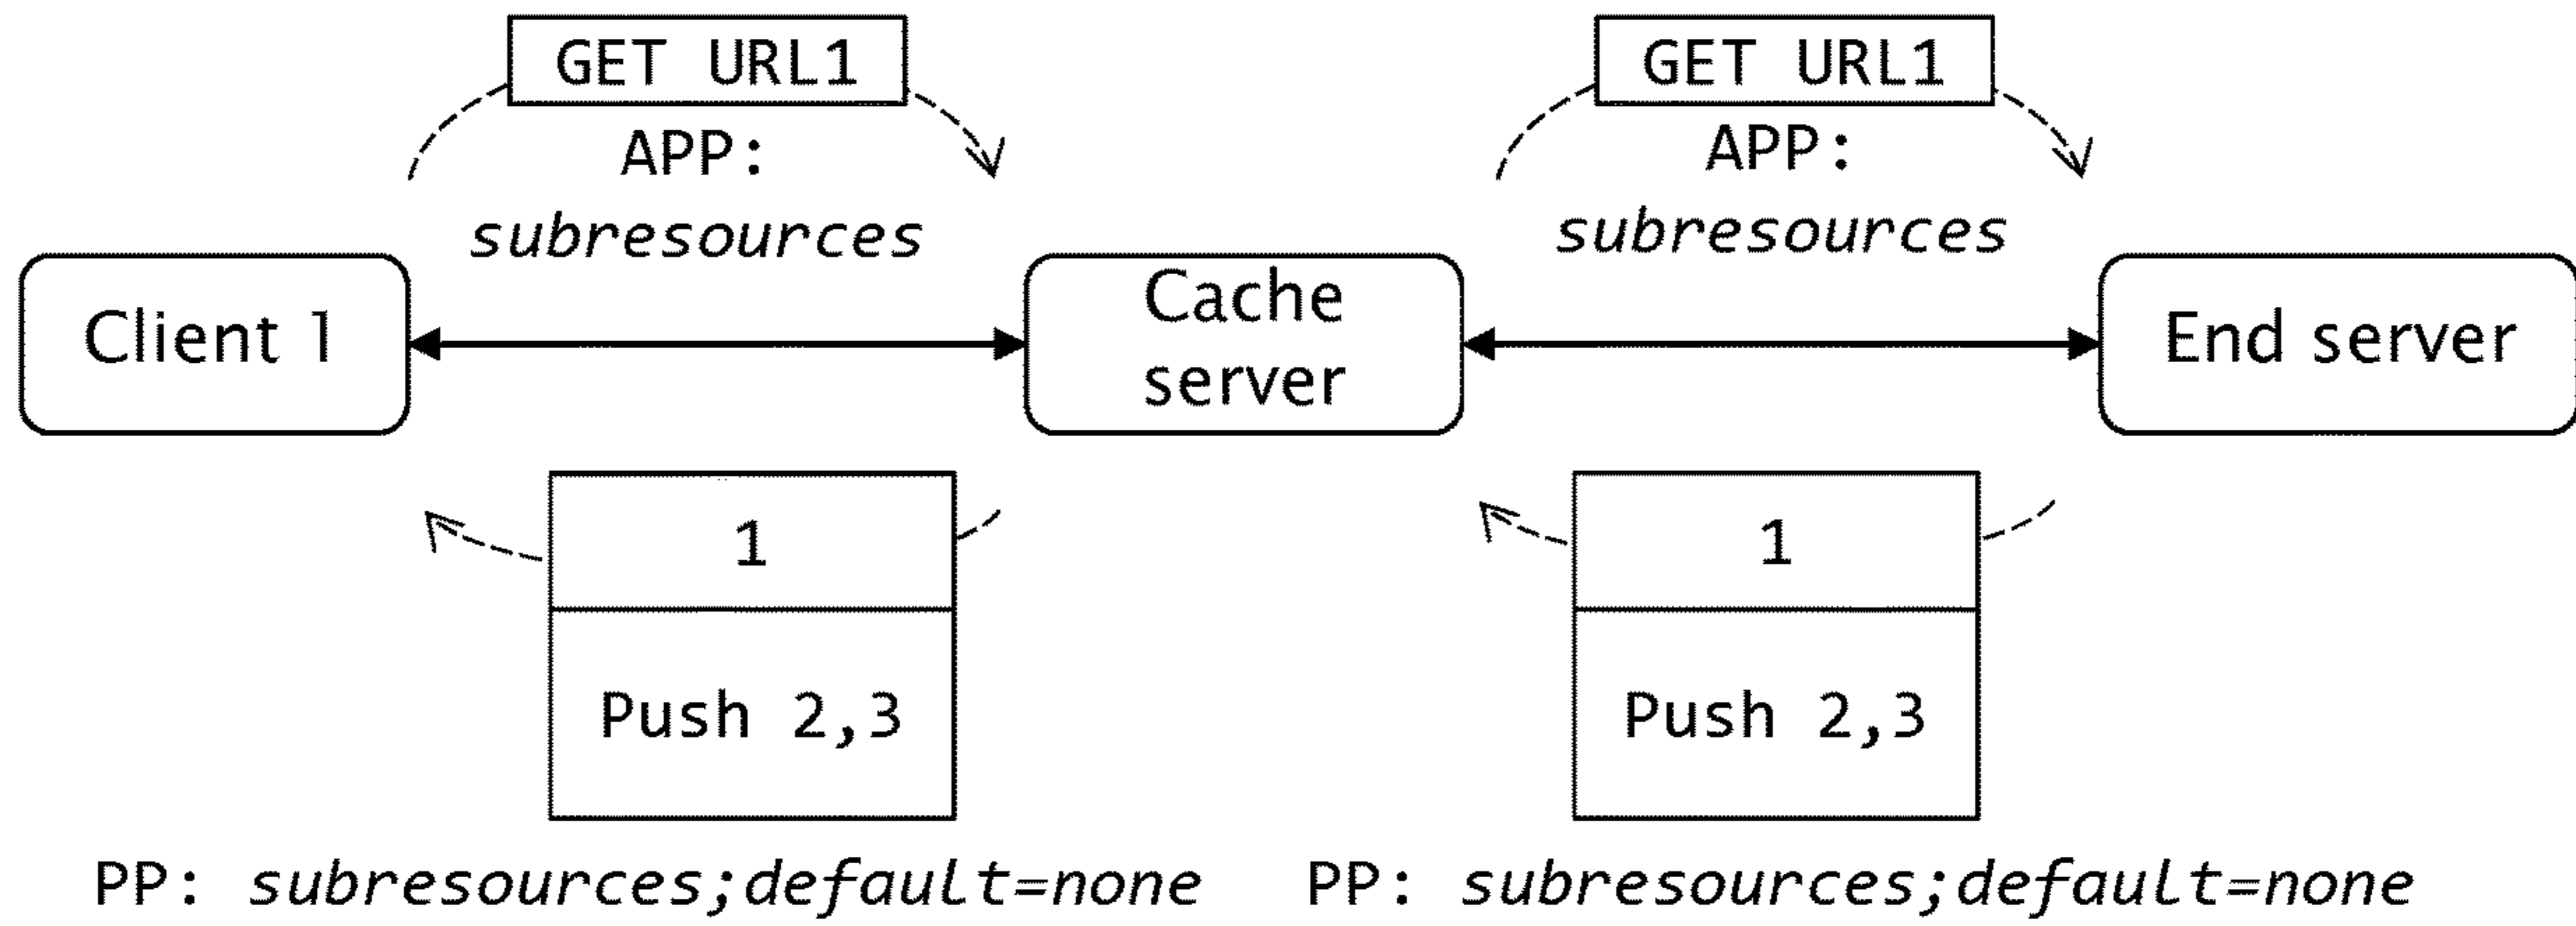 GET URL1
APP:
subresources
GET URL1
APP:
subresources
Client 1
Cache
server
End server
1
Push 2,3
1
Push 2,3
PP: subresources;default=none
PP: subresources;default=none